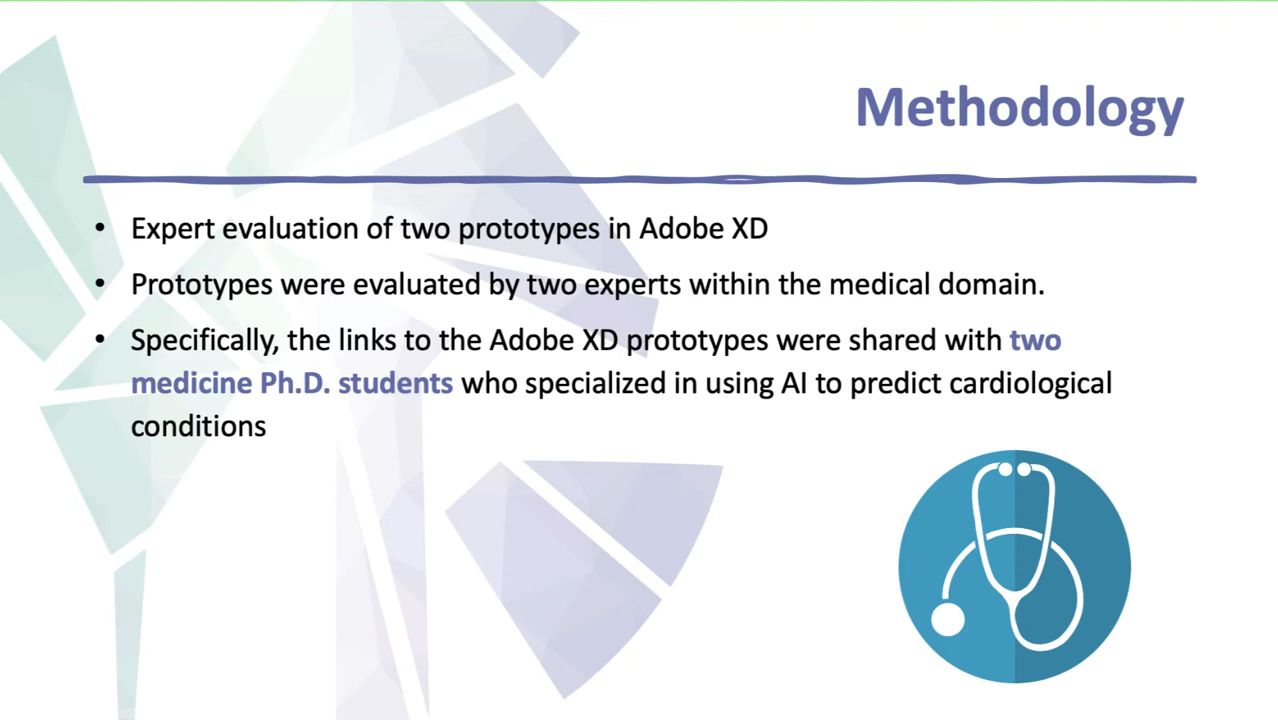 Methodology
• Expert evaluation of two prototypes in Adobe XD
• Prototypes were evaluated by two experts within the medical domain.
• Specifically, the links to the Adobe XD prototypes were shared with two
medicine Ph.D. students who specialized in using AI to predict cardiological
conditions